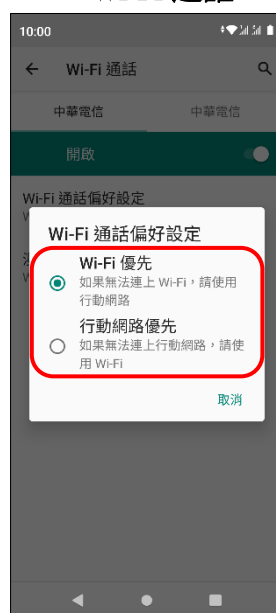 10:00
Wi-Fi 通話
中華電信 中華電信
開啟
Wi-Fi 通話偏好設定
Wi-Fi 通話偏好設定
Wi-Fi 優先
如果無法連上 Wi-Fi，請使用
行動網路
行動網路優先
如果無法連上行動網路，請使
用 Wi-Fi
取消